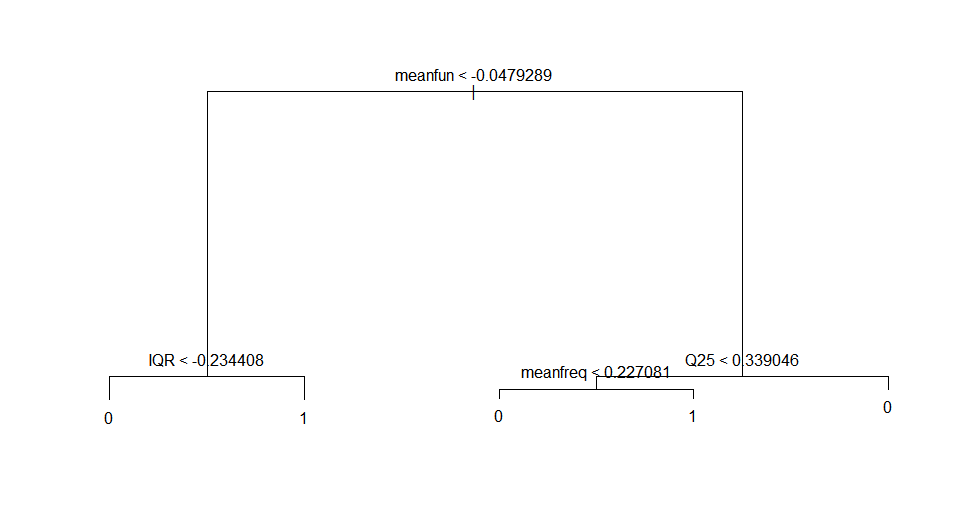 meanfun < -0.0479289
IQR < -0.234408
Q25 < 0.339046
meanfreq < 0.227081
0
1
0
1
0